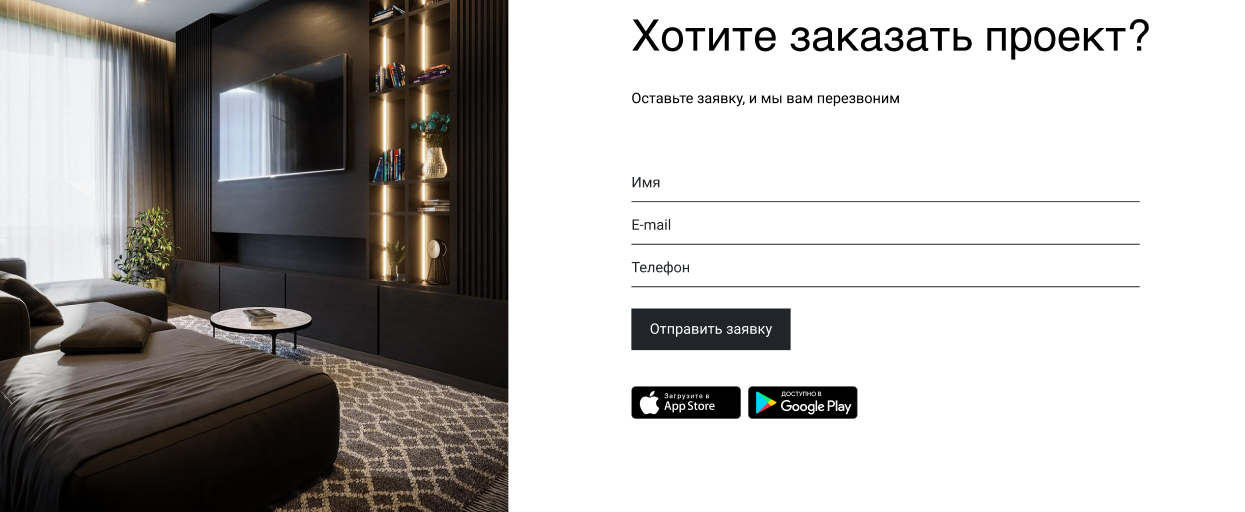 Хотите заказать проект?
Оставьте заявку, и мы вам перезвоним
Имя
E-mail
Телефон
Отправить заявку
Загрузите в
App Store
ДОСТУПНО В
Google Play